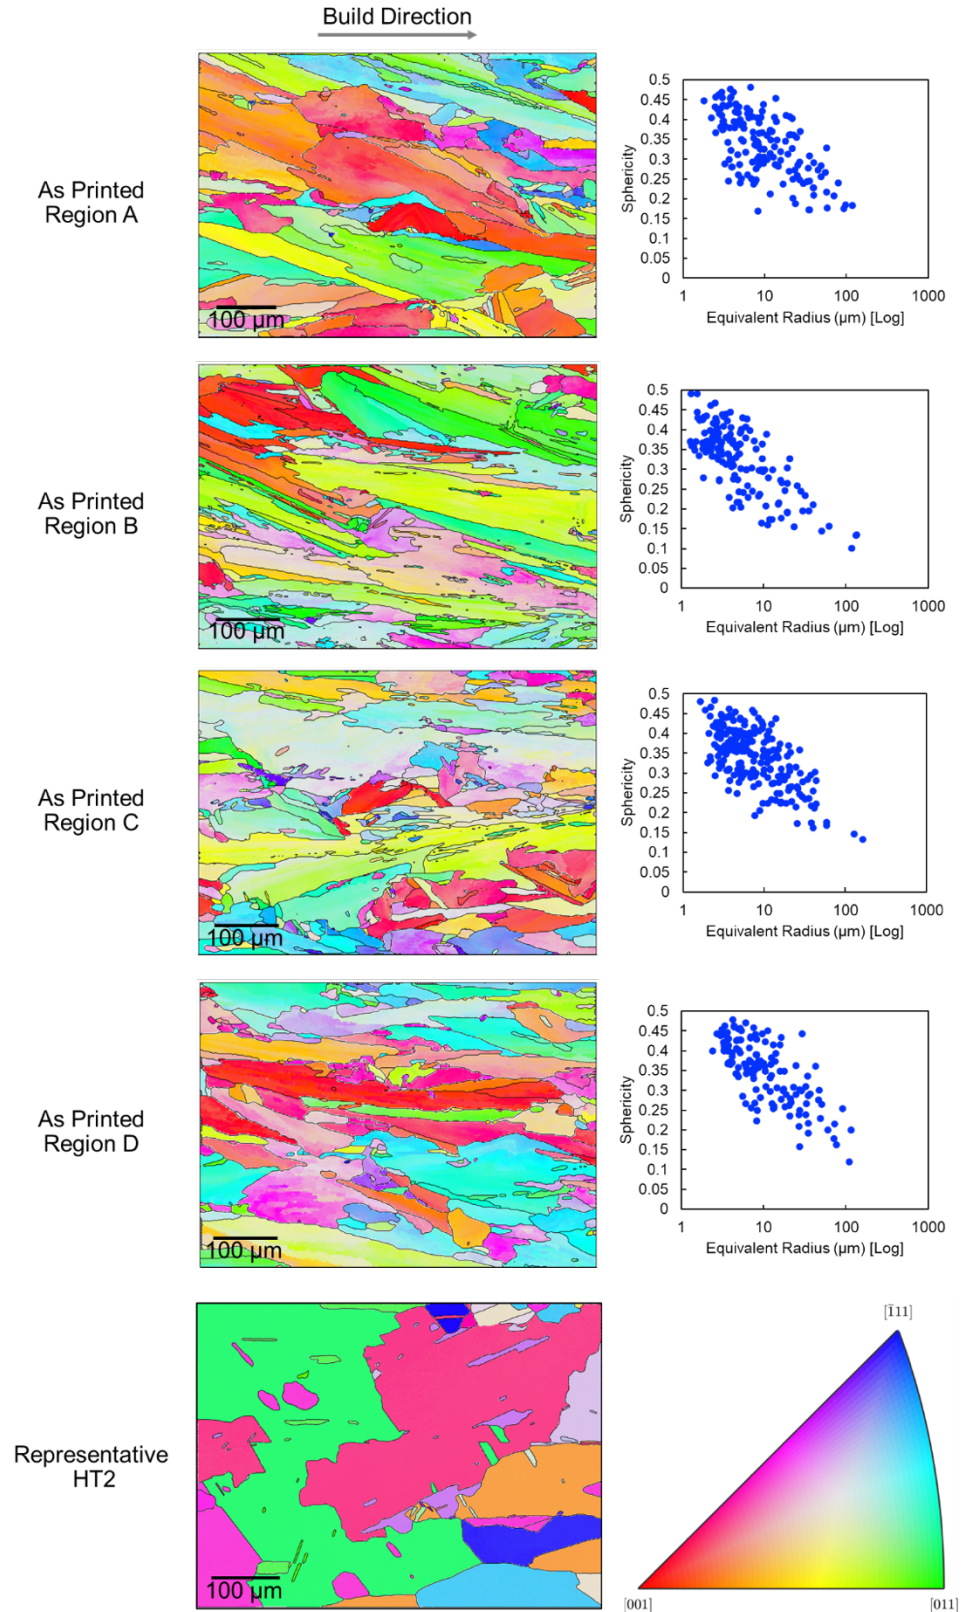 Build Direction
As Printed
Region A
100 μm
0.5
0.45
0.4
0.35
0.3
0.25
0.2
0.15
0.1
0.05
0
Sphericity
1 10 100 1000
Equivalent Radius (μm) [Log]
As Printed
Region B
100 μm
0.5
0.45
0.4
0.35
0.3
0.25
0.2
0.15
0.1
0.05
0
Sphericity
1 10 100 1000
Equivalent Radius (μm) [Log]
As Printed
Region C
100 μm
0.5
0.45
0.4
0.35
0.3
0.25
0.2
0.15
0.1
0.05
0
Sphericity
1 10 100 1000
Equivalent Radius (μm) [Log]
As Printed
Region D
100 μm
0.5
0.45
0.4
0.35
0.3
0.25
0.2
0.15
0.1
0.05
0
Sphericity
1 10 100 1000
Equivalent Radius (μm) [Log]
Representative
HT2
100 μm
[1̄11]
[001] [011]